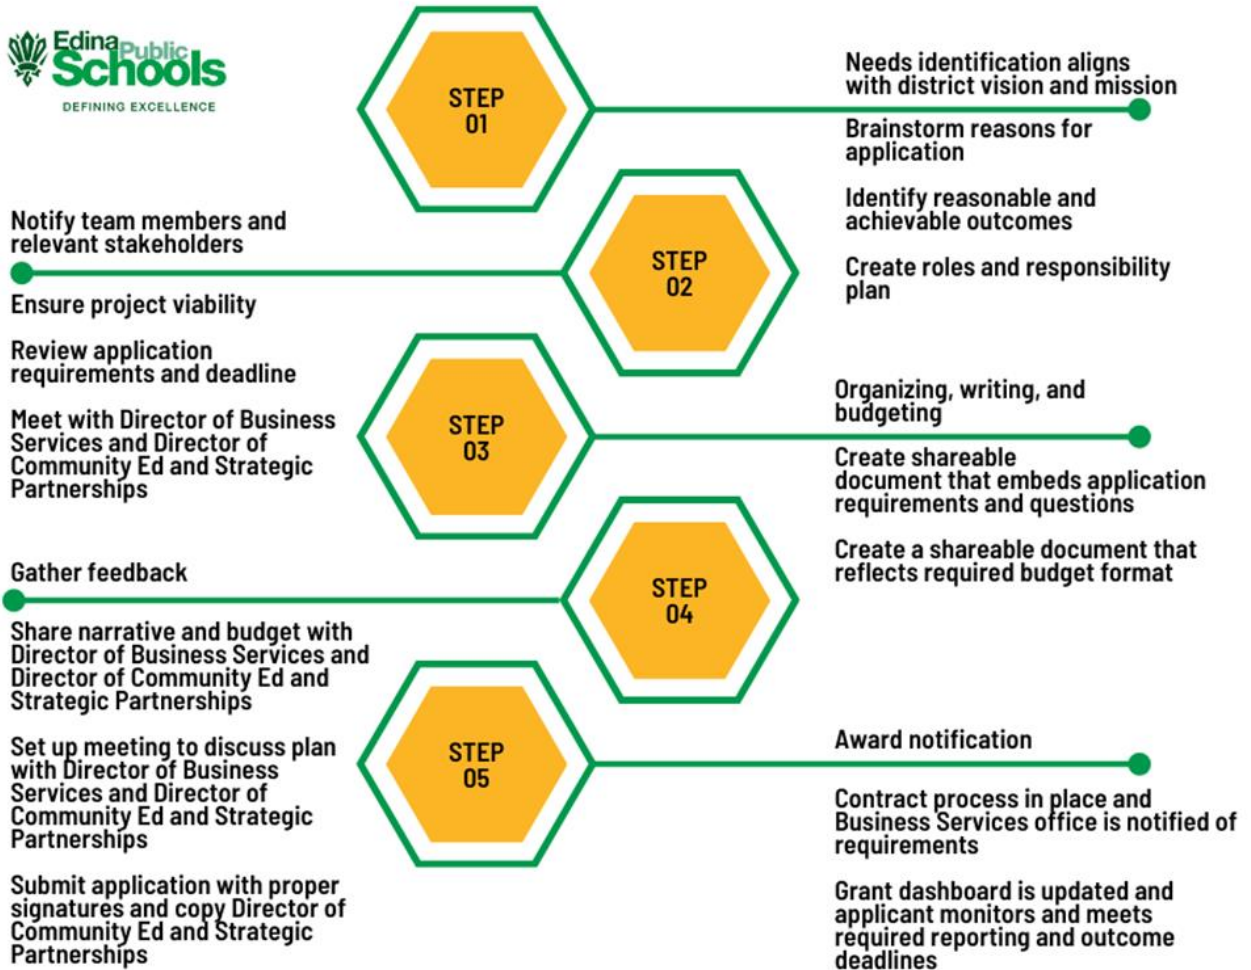 Edina Public
Schools
DEFINING EXCELLENCE
STEP
01
Needs identification aligns
with district vision and mission
Brainstorm reasons for
application
Identify reasonable and
achievable outcomes
Create roles and responsibility
plan
STEP
02
Notify team members and
relevant stakeholders
Ensure project viability
Review application
requirements and deadline
Meet with Director of Business
Services and Director of
Community Ed and Strategic
Partnerships
STEP
03
Organizing, writing, and
budgeting
Create shareable
document that embeds application
requirements and questions
Create a shareable document that
reflects required budget format
STEP
04
Gather feedback
Share narrative and budget with
Director of Business Services and
Director of Community Ed and
Strategic Partnerships
Set up meeting to discuss plan
with Director of Business
Services and Director of
Community Ed and Strategic
Partnerships
Submit application with proper
signatures and copy Director of
Community Ed and Strategic
Partnerships
STEP
05
Award notification
Contract process in place and
Business Services office is notified of
requirements
Grant dashboard is updated and
applicant monitors and meets
required reporting and outcome
deadlines